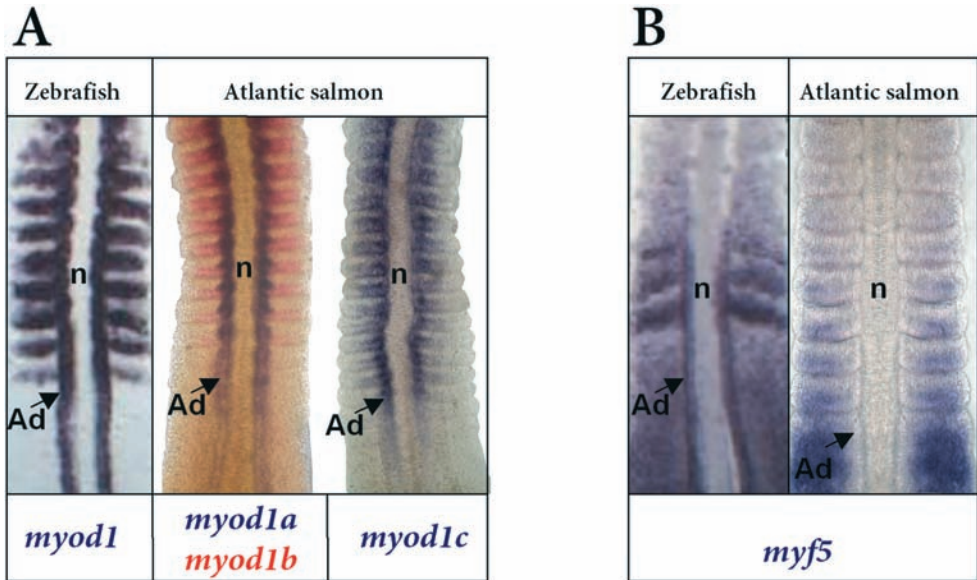 A
B
Zebrafish
Atlantic salmon
Zebrafish
Atlantic salmon
n
n
n
n
n
Ad
Ad
Ad
Ad
Ad
myod1
myod1a
myod1b
myod1c
myf5